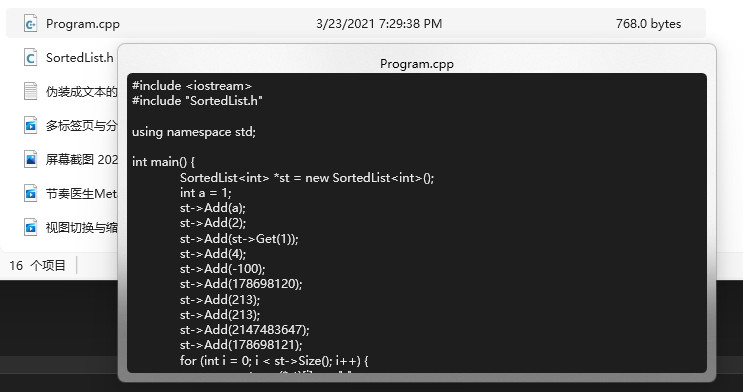 Program.cpp 3/23/2021 7:29:38 PM 768.0 bytes
SortedList.h
伪装成文本的
多标签页与分
屏幕截图 202
节奏医生Meta
视图切换与缩
16 个项目
Program.cpp
#include <iostream>
#include "SortedList.h"
using namespace std;
int main() {
SortedList<int> *st = new SortedList<int>();
int a = 1;
st->Add(a);
st->Add(2);
st->Add(st->Get(1));
st->Add(4);
st->Add(-100);
st->Add(178698120);
st->Add(213);
st->Add(213);
st->Add(2147483647);
st->Add(178698121);
for (int i = 0; i < st->Size(); i++) {